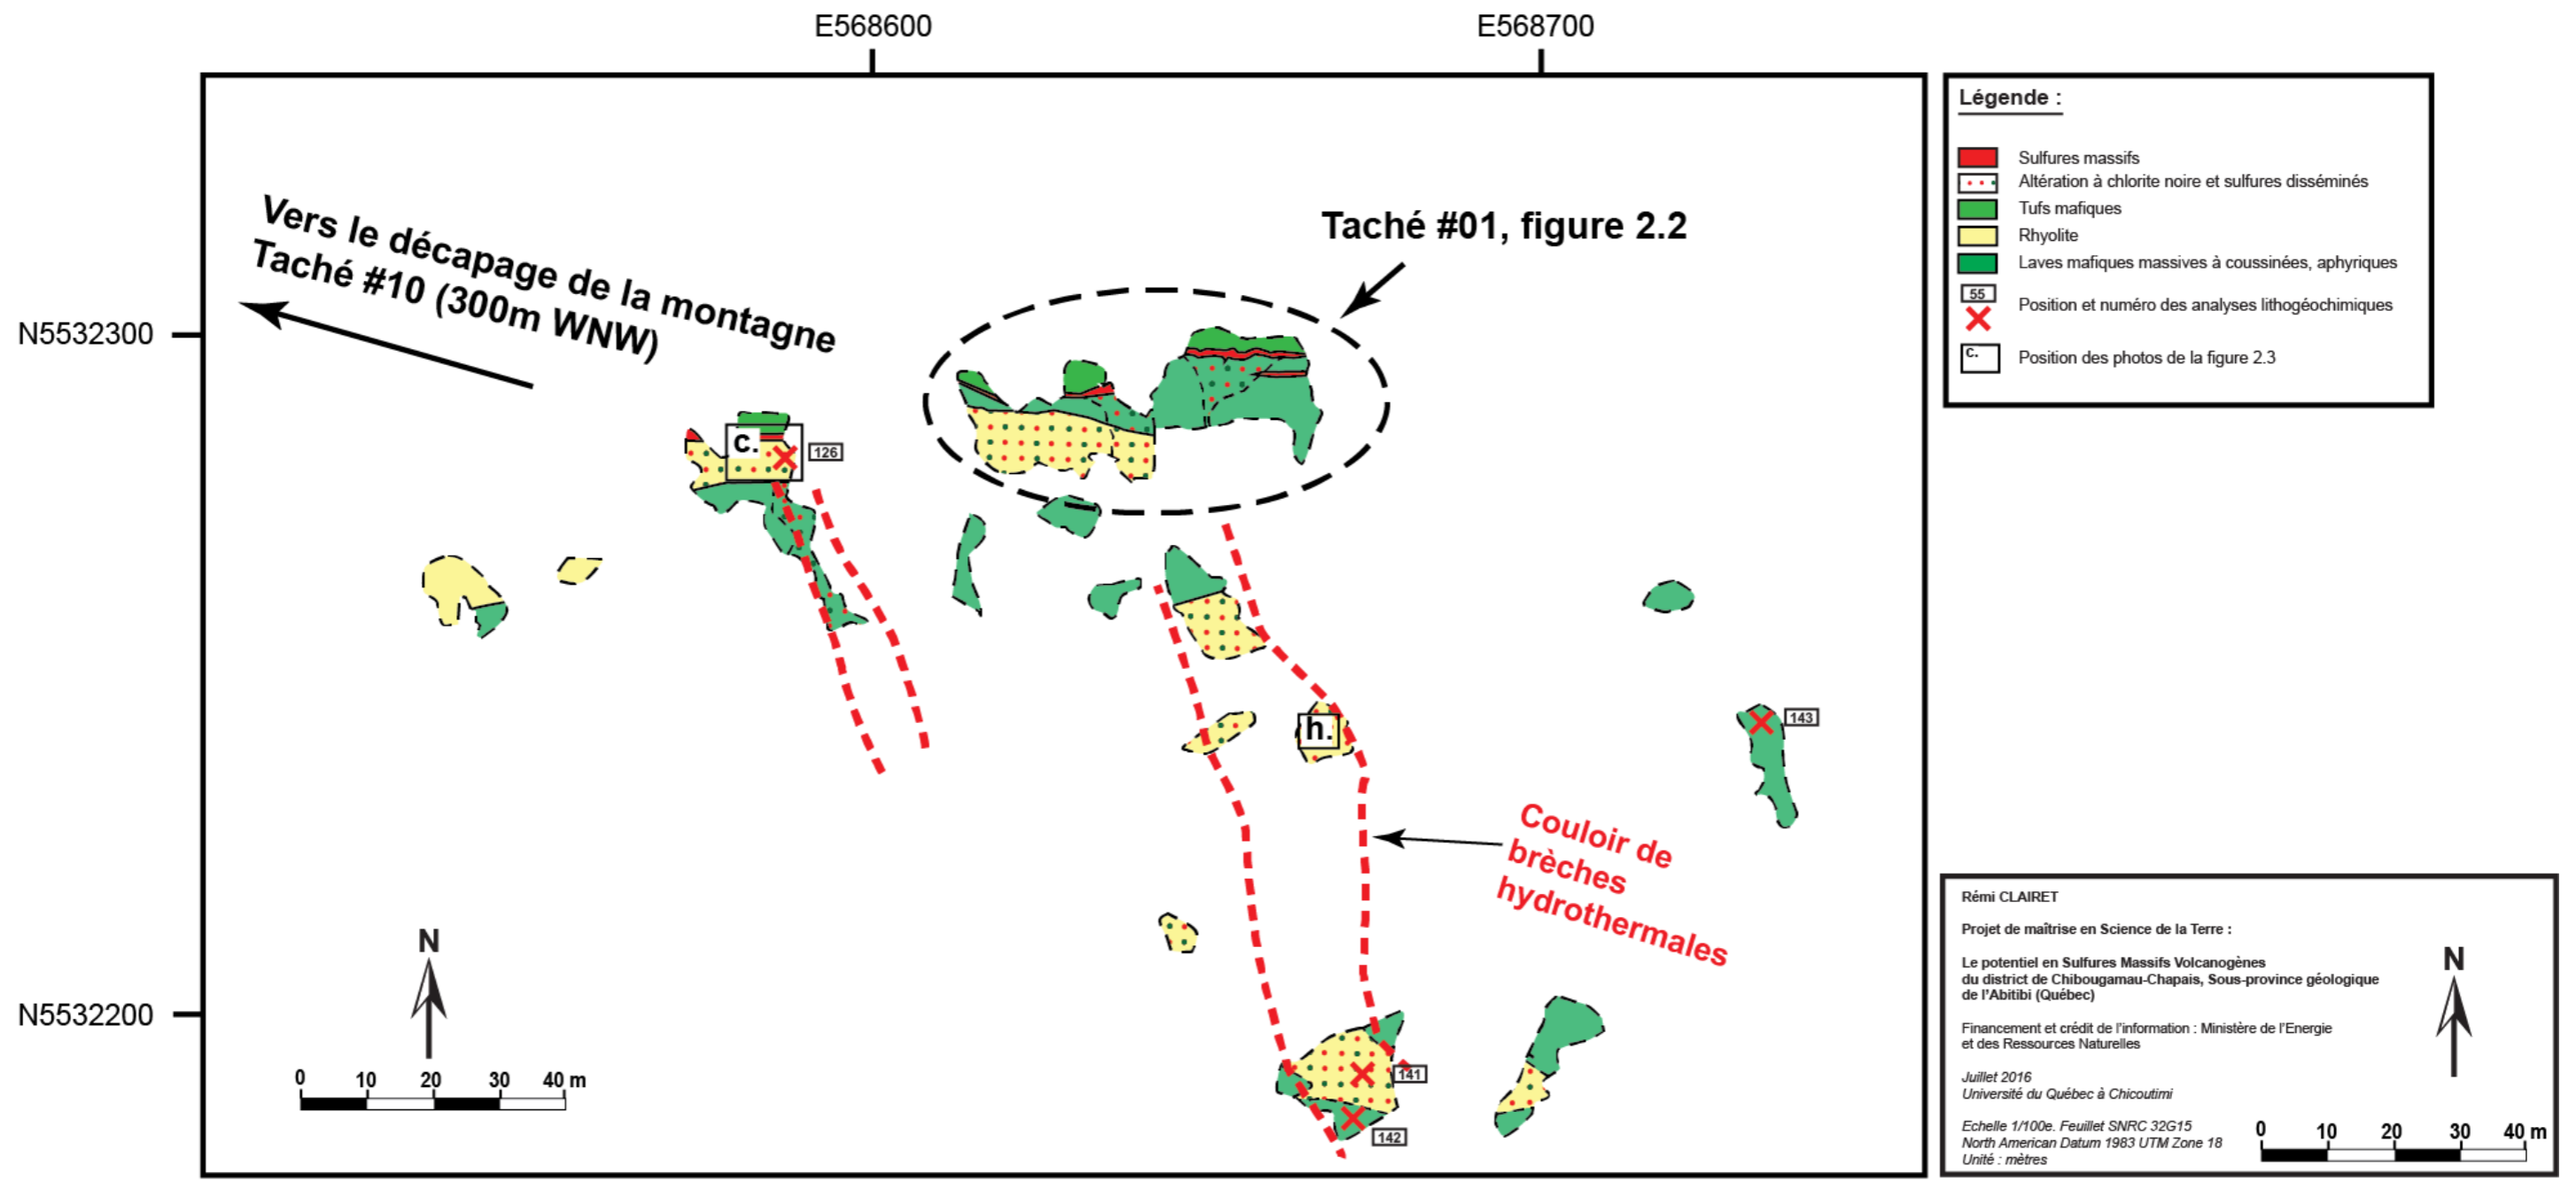 E568600
E568700
N5532300
N5532200
Vers le décapage de la montagne
Taché #10 (300m WNW)
Taché #01, figure 2.2
c.
126
h.
143
Couloir de
brèches
hydrothermales
141
142
N
0 10 20 30 40 m
Légende :
Sulfures massifs
Altération à chlorite noire et sulfures disséminés
Tufs mafiques
Rhyolite
Laves mafiques massives à coussinées, aphyriques
55
Position et numéro des analyses lithogéochimiques
c.
Position des photos de la figure 2.3
Rémi CLAIRET
Projet de maîtrise en Science de la Terre :
Le potentiel en Sulfures Massifs Volcanogènes
du district de Chibougamau-Chapais, Sous-province géologique
de l'Abitibi (Québec)
Financement et crédit de l'information : Ministère de l'Energie
et des Ressources Naturelles
Juillet 2016
Université du Québec à Chicoutimi
Echelle 1/100e. Feuillet SNRC 32G15
North American Datum 1983 UTM Zone 18
Unité : mètres
N
0 10 20 30 40 m